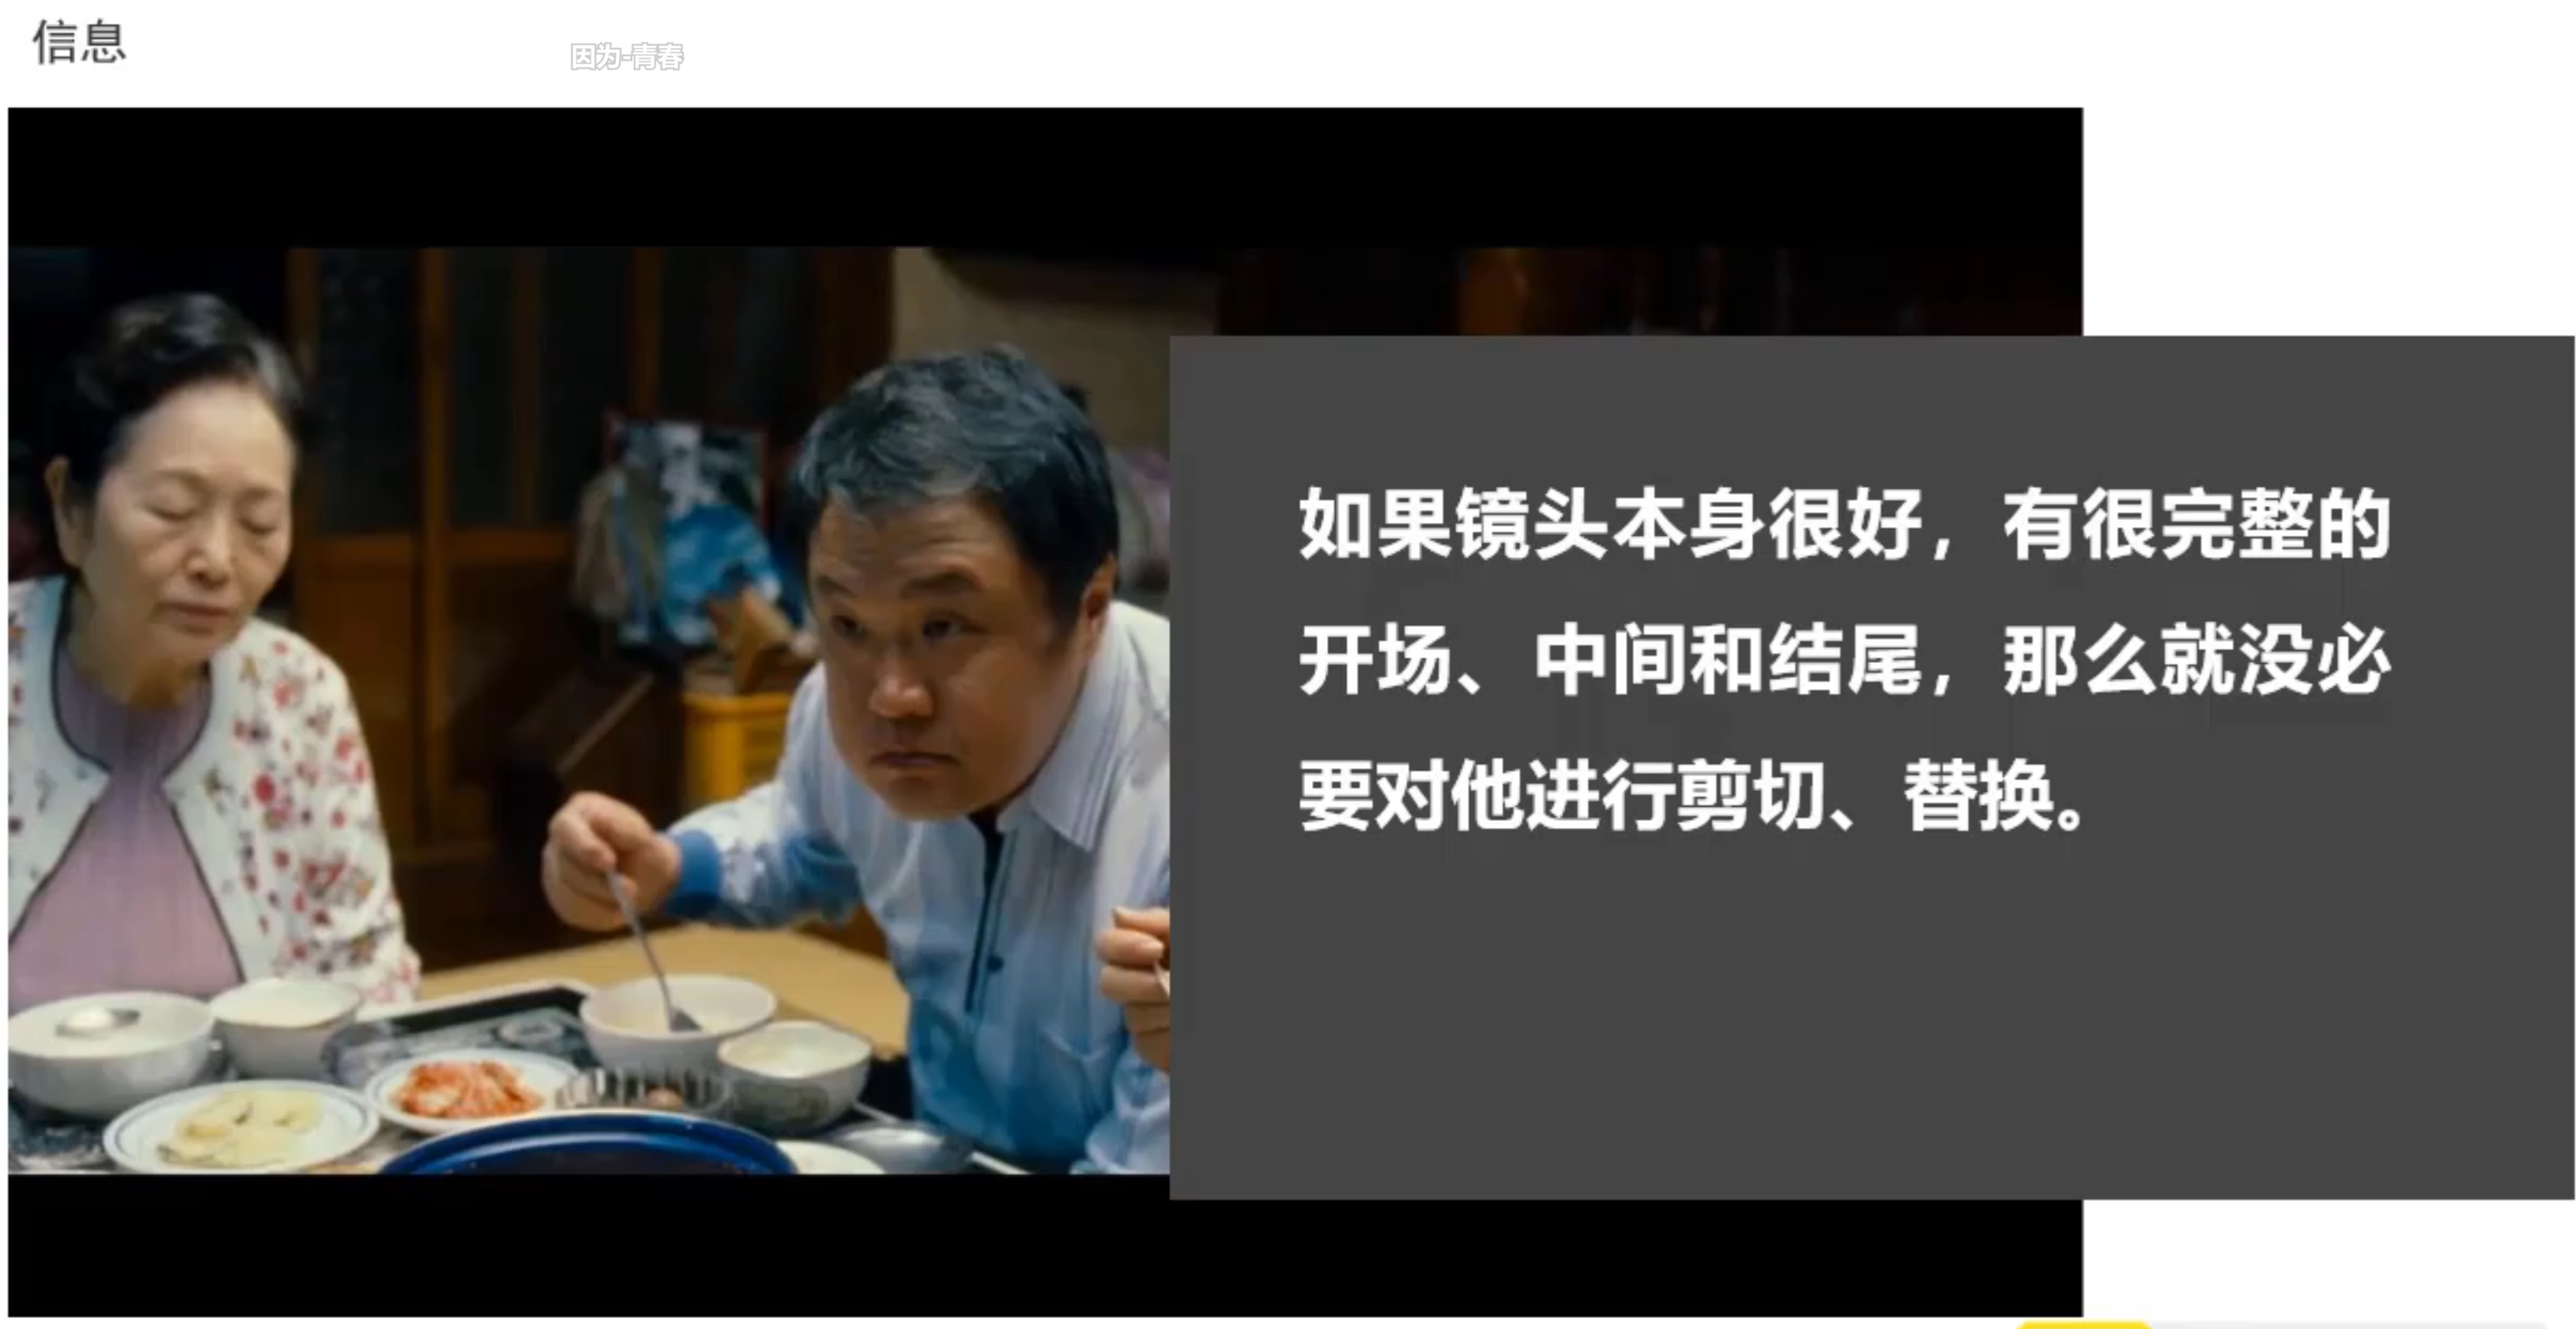 信息
因为-青春
如果镜头本身很好，有很完整的
开场、中间和结尾，那么就没必
要对他进行剪切、替换。